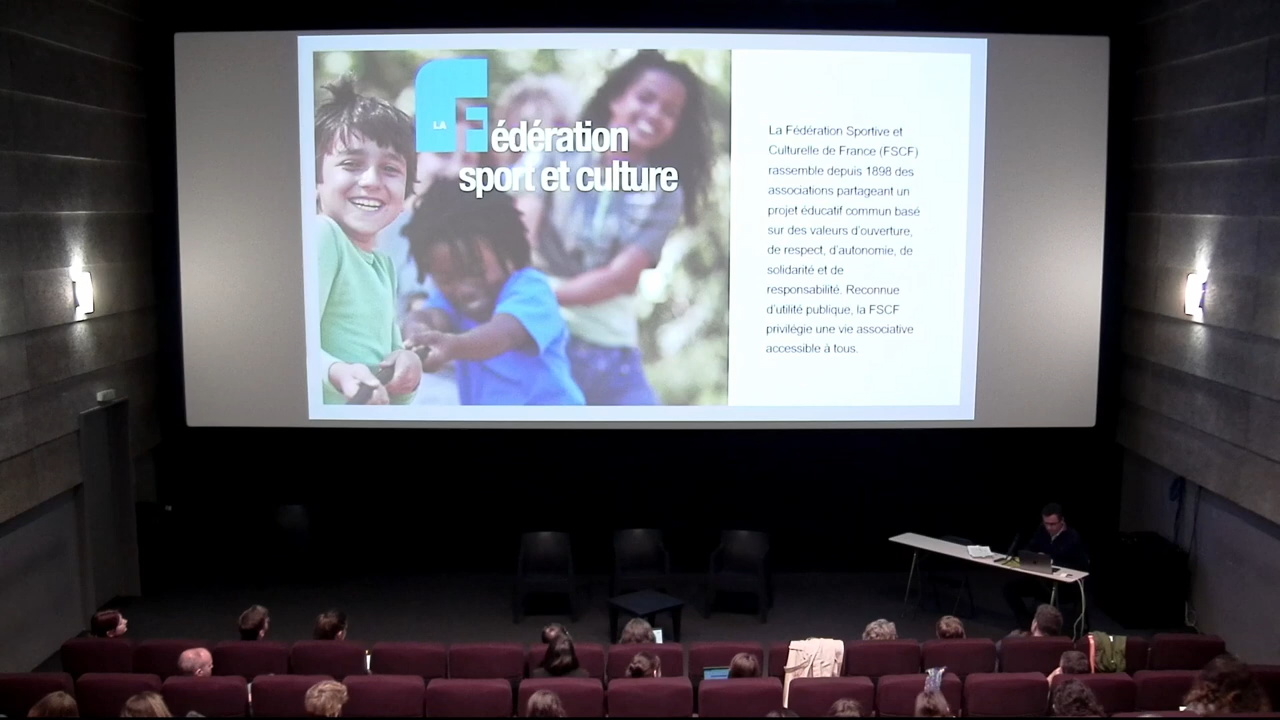 LA Fédération
sport et culture
La Fédération Sportive et
Culturelle de France (FSCF)
rassemble depuis 1898 des
associations partageant un
projet éducatif commun basé
sur des valeurs d'ouverture,
de respect, d'autonomie, de
solidarité et de
responsabilité. Reconnue
d'utilité publique, la FSCF
privilégie une vie associative
accessible à tous.